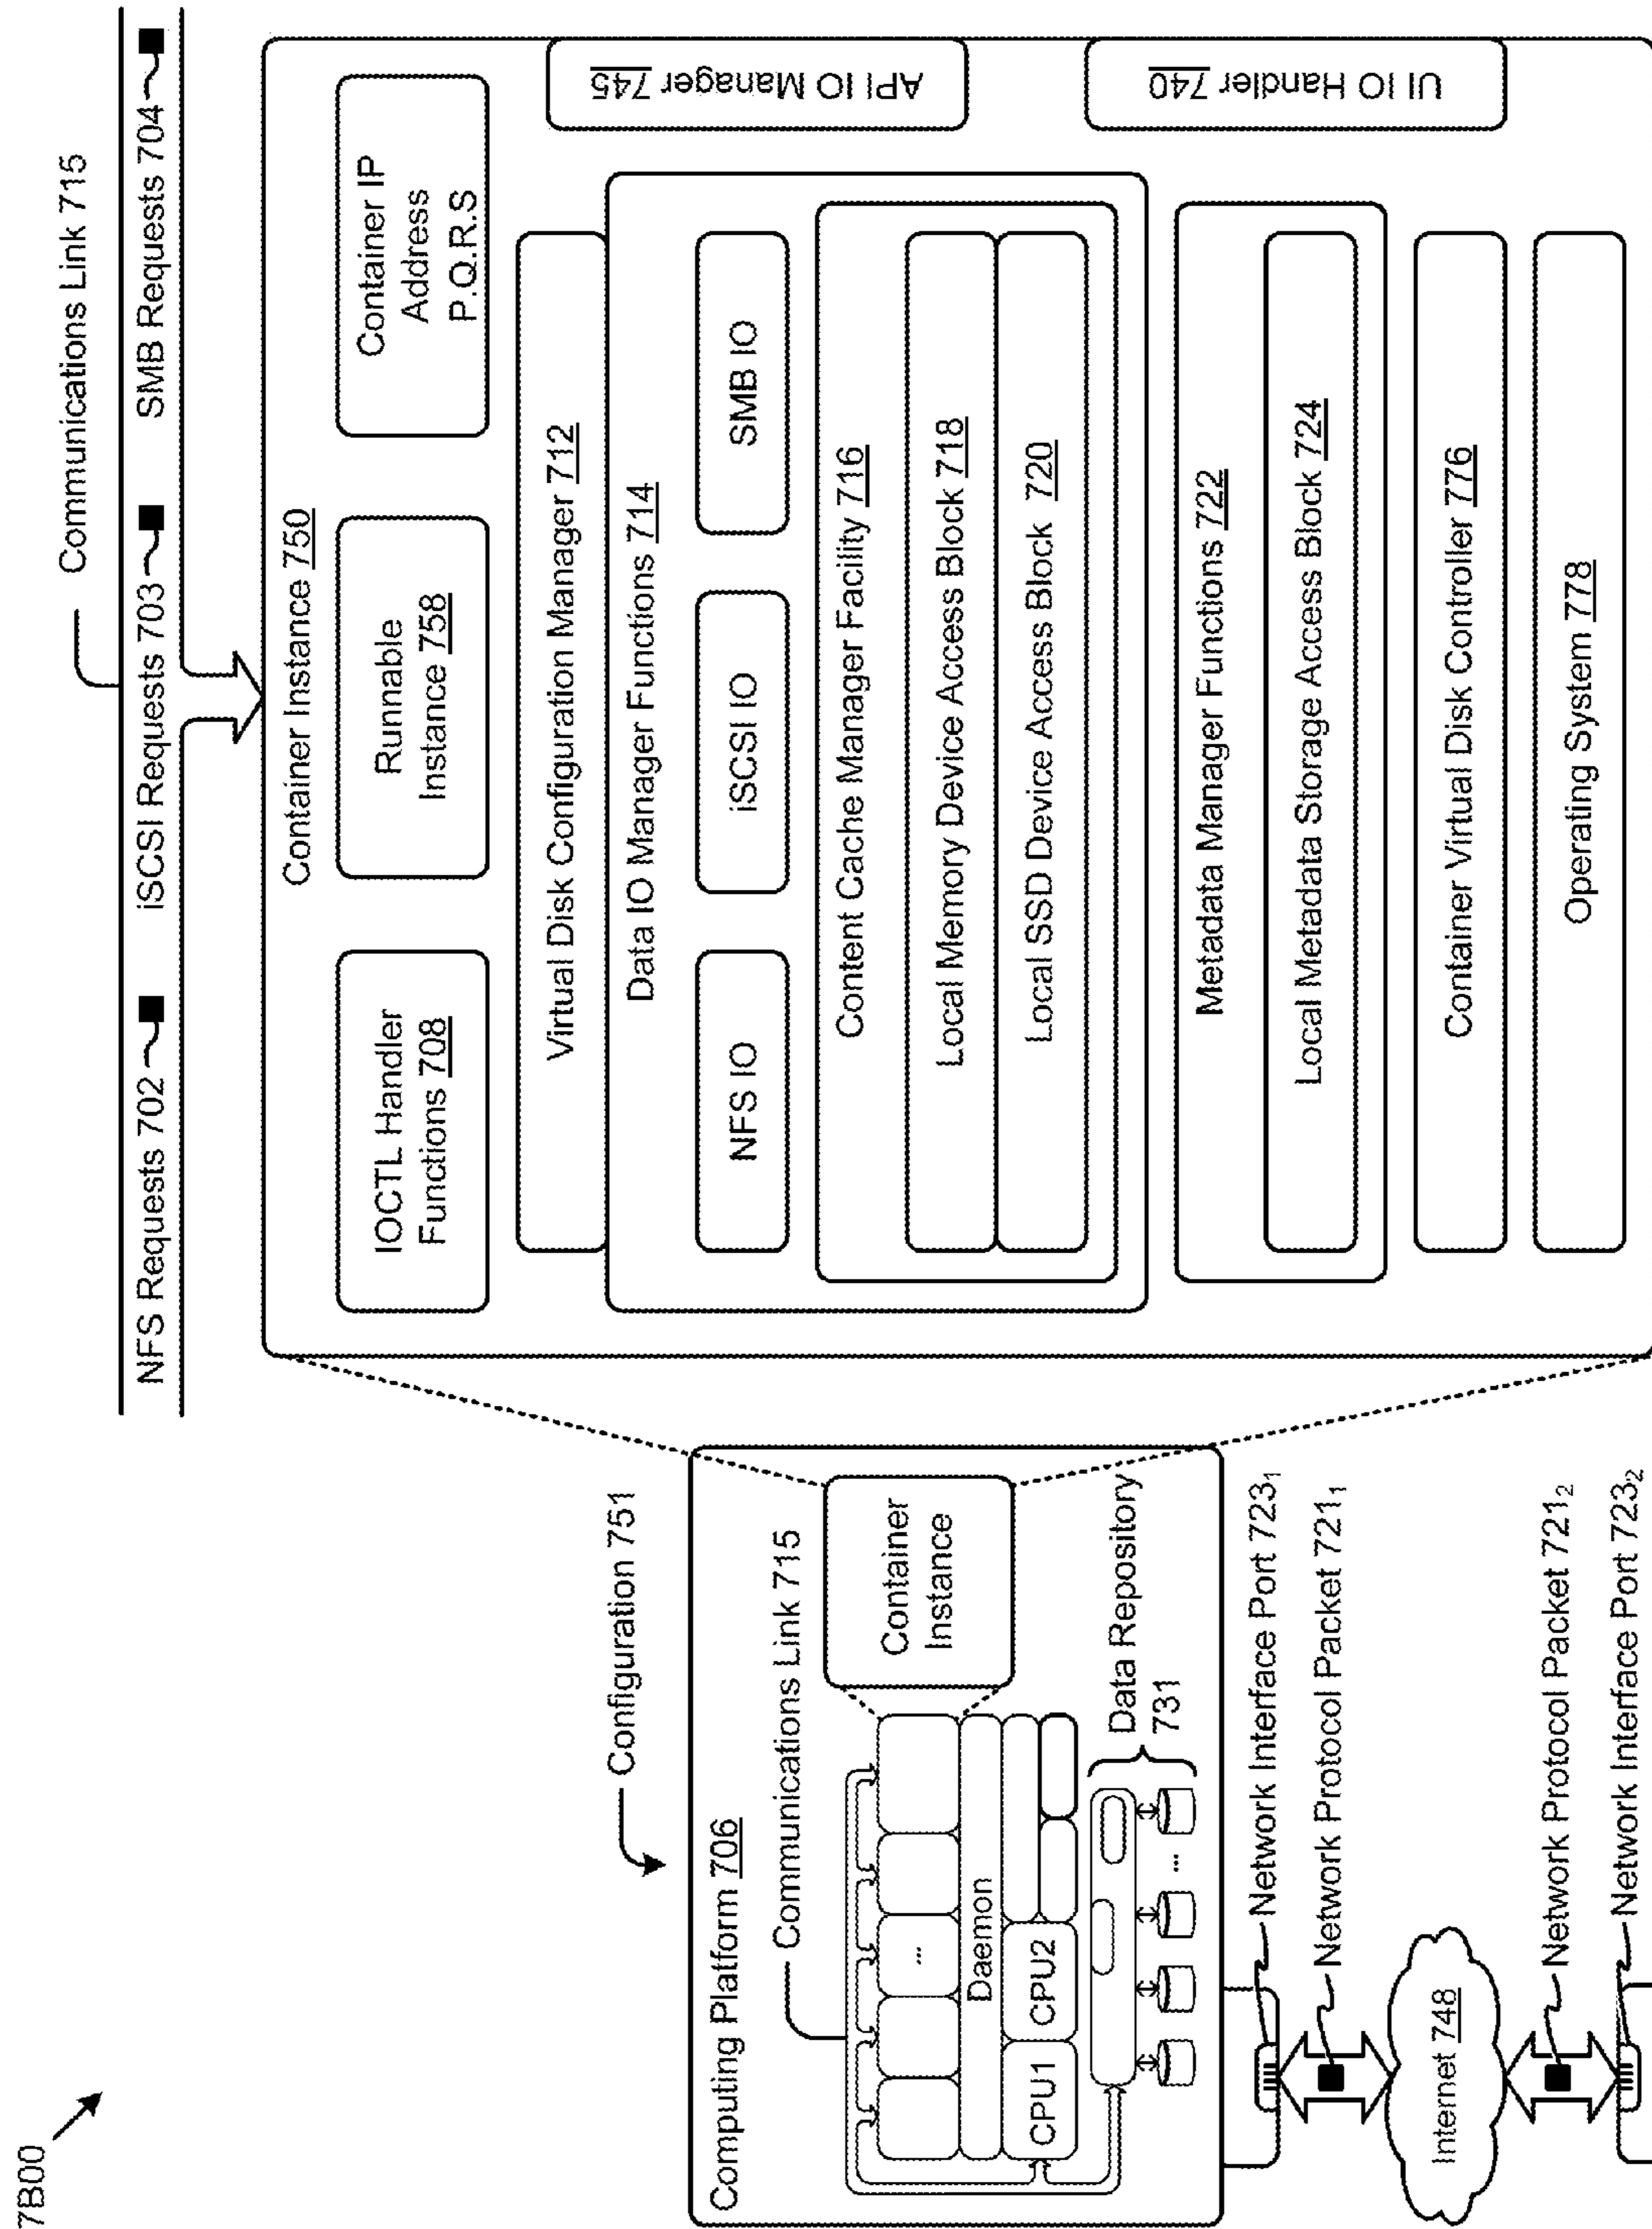 7B00
Communications Link 715
NFS Requests 702
iSCSI Requests 703
SMB Requests 704
Configuration 751
Computing Platform 706
Communications Link 715
...
Daemon
CPU1
CPU2
Container
Instance
Data Repository
731
...
Network Interface Port 723₁
Network Protocol Packet 721₁
Internet 748
Network Protocol Packet 721₂
Network Interface Port 723₂
Container Instance 750
IOCTL Handler
Functions 708
Runnable
Instance 758
Container IP
Address
P.Q.R.S
Virtual Disk Configuration Manager 712
Data IO Manager Functions 714
NFS IO
iSCSI IO
SMB IO
Content Cache Manager Facility 716
Local Memory Device Access Block 718
Local SSD Device Access Block 720
Metadata Manager Functions 722
Local Metadata Storage Access Block 724
Container Virtual Disk Controller 776
Operating System 778
API IO Manager 745
UI IO Handler 740